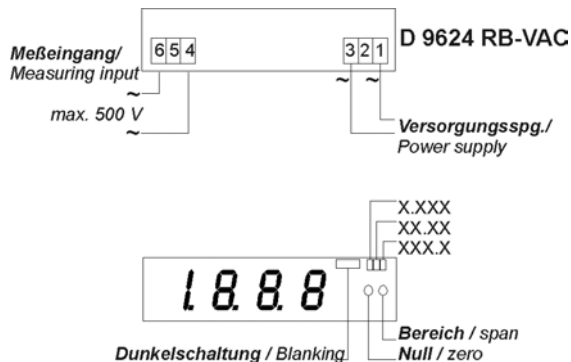 D 9624 RB-VAC
6 5 4
3 2 1
Meßeingang/
Measuring input
~
max. 500 V
~
~ ~
Versorgungsspg./
Power supply
X.XXX
XX.XX
XXX.X
1.8.8.8
Bereich / span
Dunkelschaltung / Blanking
Null / zero